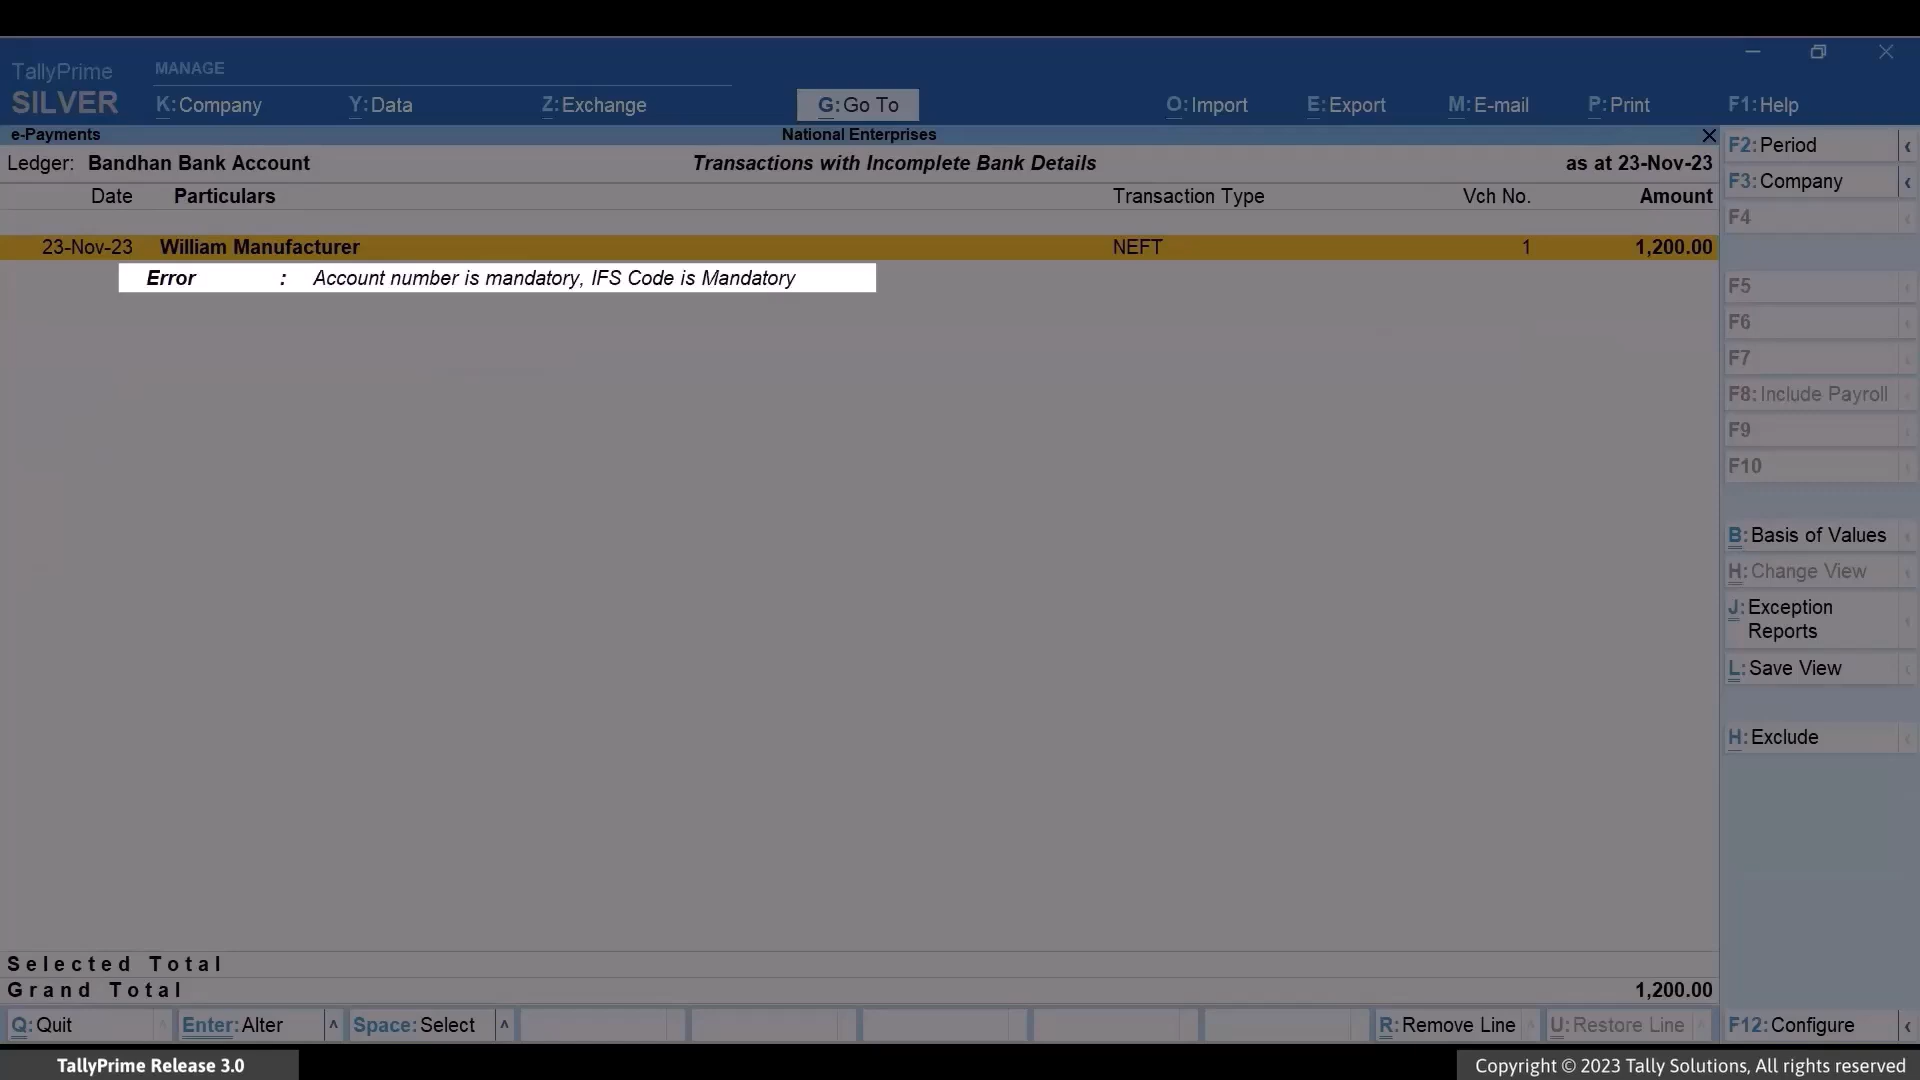 TallyPrime
SILVER
MANAGE
K:Company Y:Data Z:Exchange G:Go To O:Import E:Export M:E-mail P:Print F1:Help
e-Payments National Enterprises
Ledger: Bandhan Bank Account Transactions with Incomplete Bank Details as at 23-Nov-23
Date Particulars Transaction Type Vch No. Amount
23-Nov-23 William Manufacturer NEFT 1 1,200.00
Error : Account number is mandatory, IFS Code is Mandatory
Selected Total
Grand Total 1,200.00
F2:Period
F3:Company
F4
F5
F6
F7
F8:Include Payroll
F9
F10
B:Basis of Values
H:Change View
J:Exception
Reports
L:Save View
H:Exclude
Q:Quit Enter:Alter Space:Select R:Remove Line U:Restore Line F12:Configure
TallyPrime Release 3.0
Copyright © 2023 Tally Solutions, All rights reserved